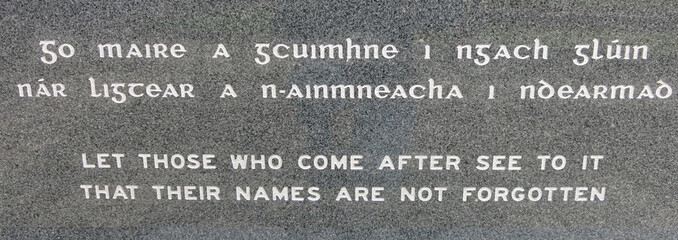 go maire a gcuimhne i ngach glúin
nár ligtear a n-ainmneacha i ndearmad
LET THOSE WHO COME AFTER SEE TO IT
THAT THEIR NAMES ARE NOT FORGOTTEN